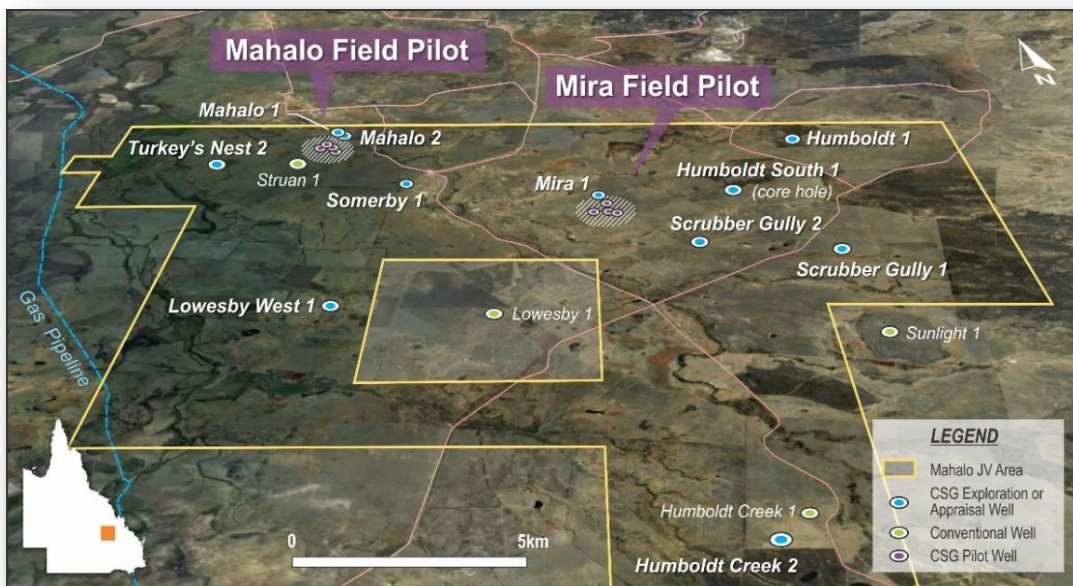 Mahalo Field Pilot
Mira Field Pilot
N
Mahalo 1
Mahalo 2
Humboldt 1
Turkey's Nest 2
Struan 1
Somerby 1
Mira 1
Humboldt South 1
(core hole)
Scrubber Gully 2
Scrubber Gully 1
Lowesby West 1
Lowesby 1
Sunlight 1
Gas Pipeline
LEGEND
Mahalo JV Area
CSG Exploration or
Appraisal Well
Conventional Well
CSG Pilot Well
Humboldt Creek 1
Humboldt Creek 2
0
5km